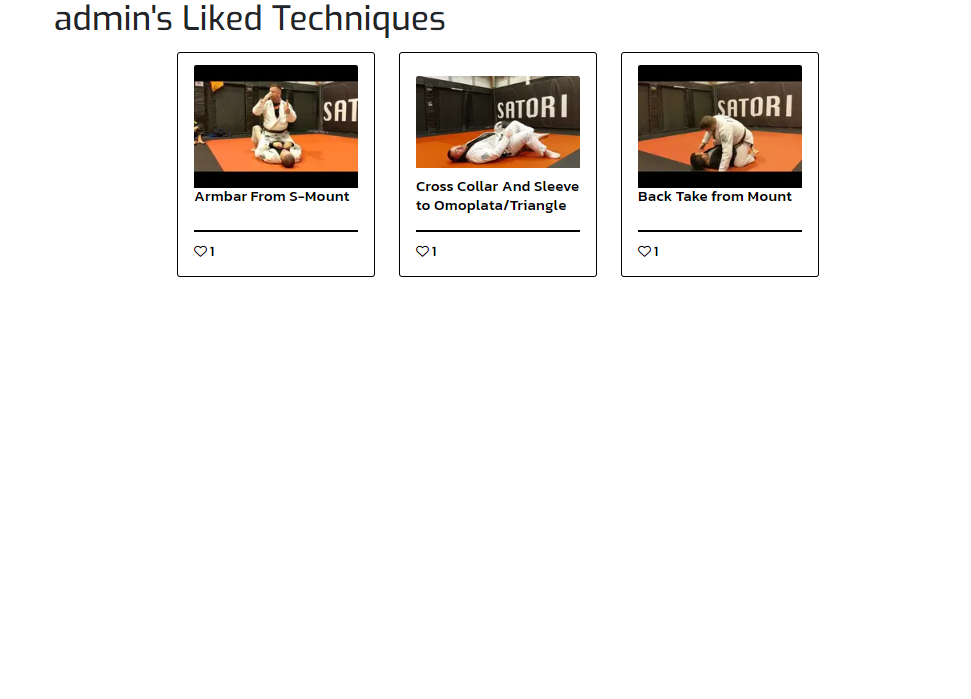 admin's Liked Techniques
SAT
SATORI
SATORI
Armbar From S-Mount
Cross Collar And Sleeve
to Omoplata/Triangle
Back Take from Mount
1
1
1